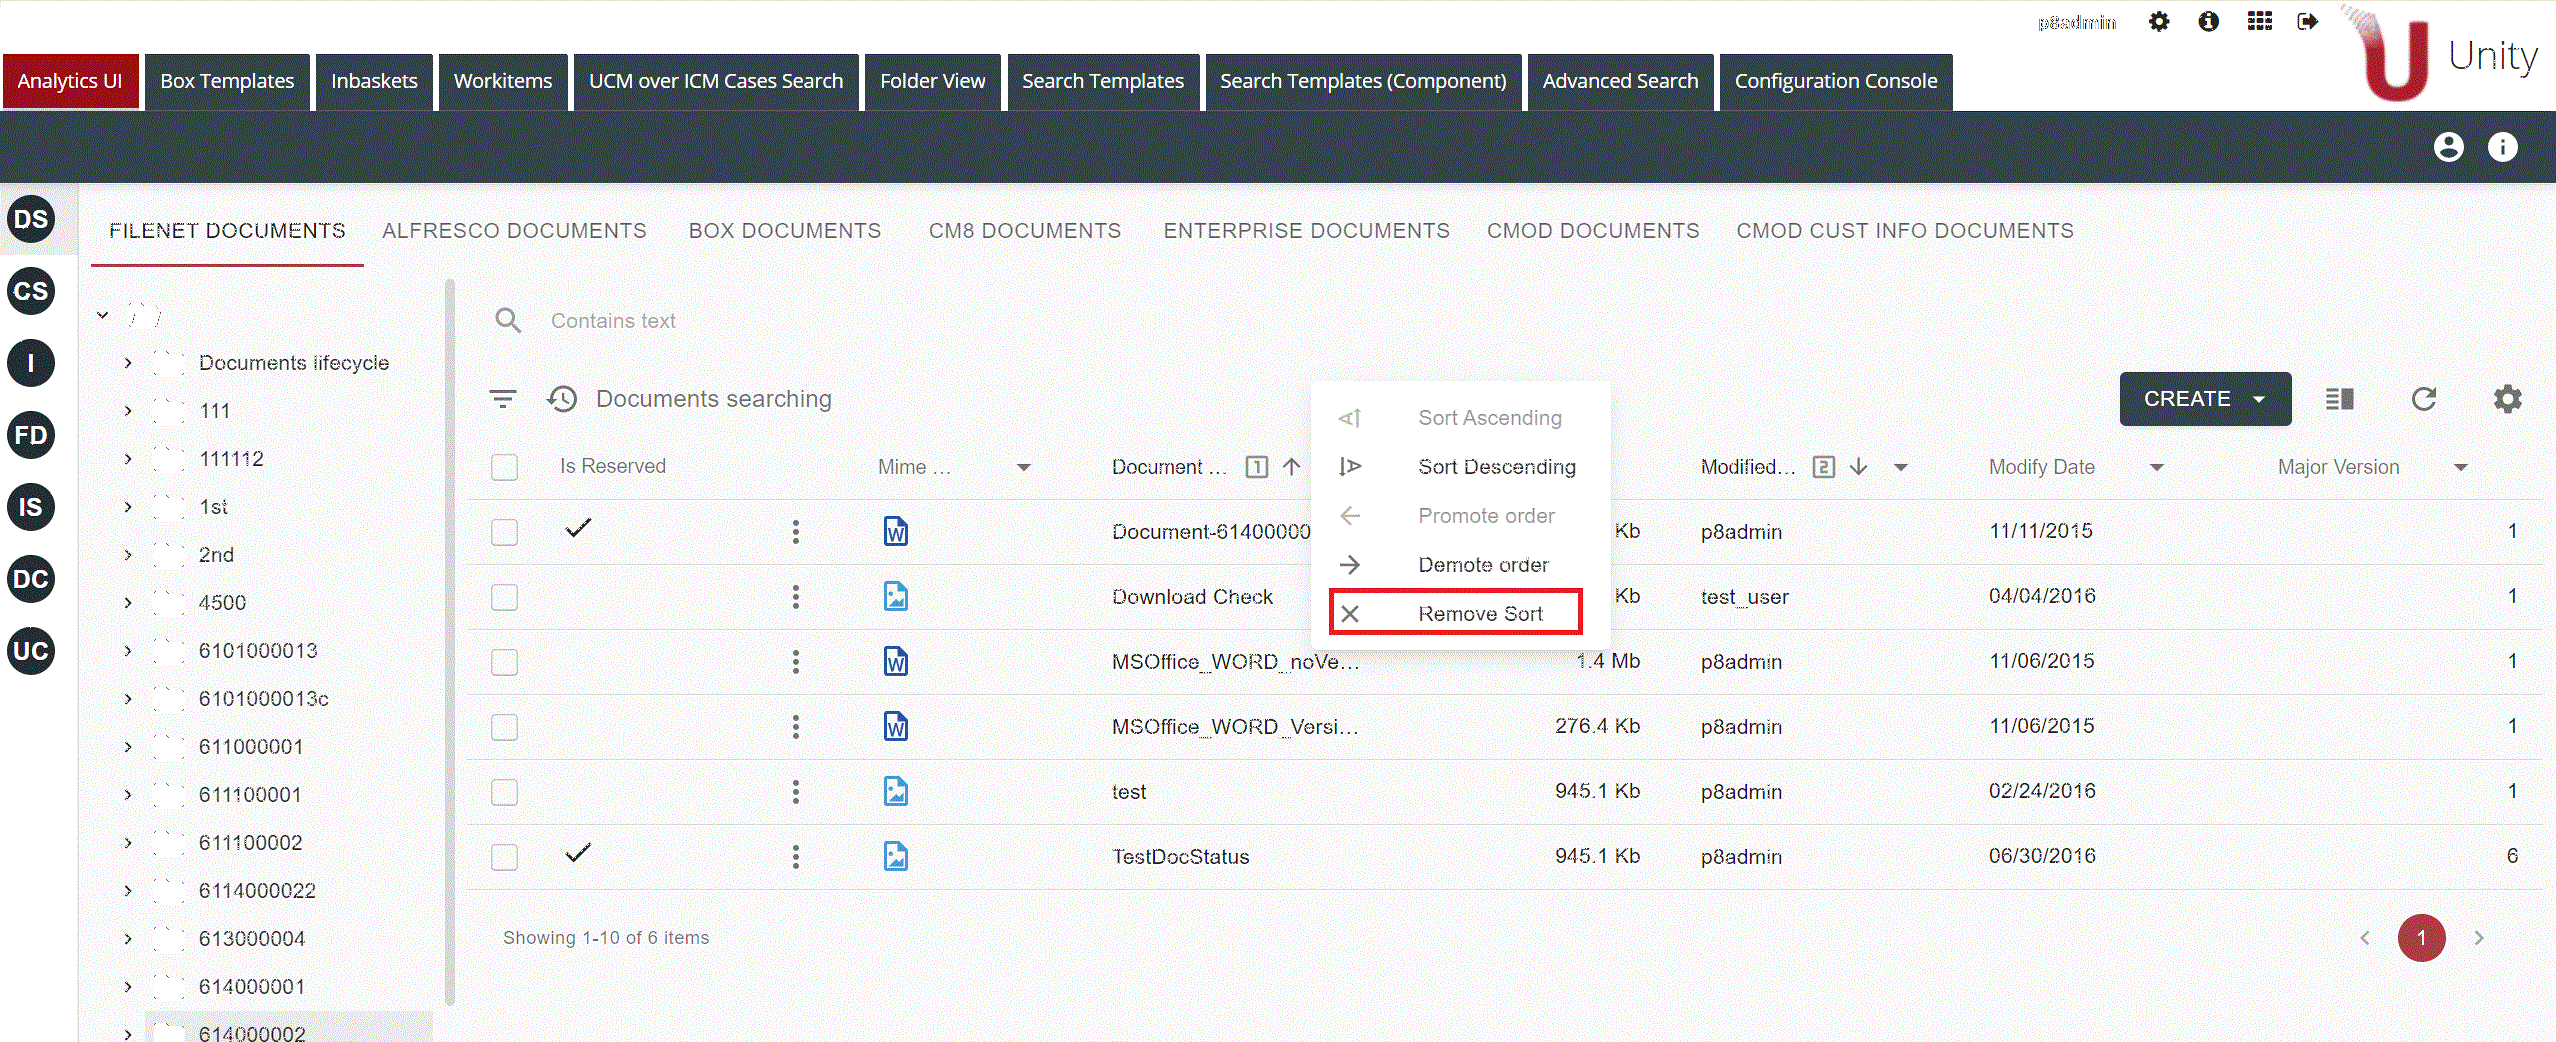 p8admin
Unity
Analytics UI Box Templates Inbaskets Workitems UCM over ICM Cases Search Folder View Search Templates Search Templates (Component) Advanced Search Configuration Console
DS
CS
I
FD
IS
DC
UC
FILENET DOCUMENTS ALFRESCO DOCUMENTS BOX DOCUMENTS CM8 DOCUMENTS ENTERPRISE DOCUMENTS CMOD DOCUMENTS CMOD CUST INFO DOCUMENTS
Documents lifecycle
111
111112
1st
2nd
4500
6101000013
6101000013c
611000001
611100001
611100002
6114000022
613000004
614000001
614000002
Contains text
Documents searching
CREATE
Is Reserved Mime ... Document ... 1 Modified... 2 Modify Date Major Version
Sort Ascending
Sort Descending
Promote order
Demote order
Remove Sort
Document-61400000 Kb p8admin 11/11/2015 1
Download Check Kb test_user 04/04/2016 1
MSOffice_WORD_noVe... 1.4 Mb p8admin 11/06/2015 1
MSOffice_WORD_Versi... 276.4 Kb p8admin 11/06/2015 1
test 945.1 Kb p8admin 02/24/2016 1
TestDocStatus 945.1 Kb p8admin 06/30/2016 6
Showing 1-10 of 6 items
1